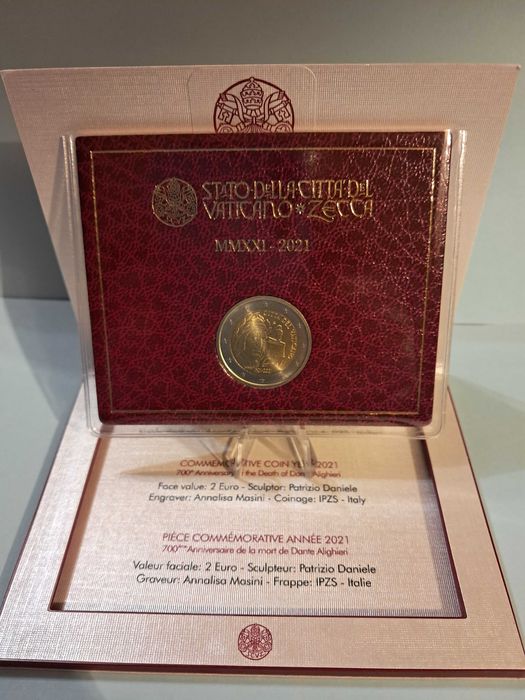 STATO·DELLA·CITTA·DEL
VATICANO * ZECCA
MMXXI - 2021
CITTÀ DEL VATICANO
COMMEMORATIVE COIN YEAR 2021
700th Anniversary the Death of Dante Alighieri
Face value: 2 Euro - Sculptor: Patrizio Daniele
Engraver: Annalisa Masini - Coinage: IPZS - Italy
PIÈCE COMMÉMORATIVE ANNÉE 2021
700ème Anniversaire de la mort de Dante Alighieri
Valeur faciale: 2 Euro - Sculpteur: Patrizio Daniele
Graveur: Annalisa Masini - Frappe: IPZS - Italie